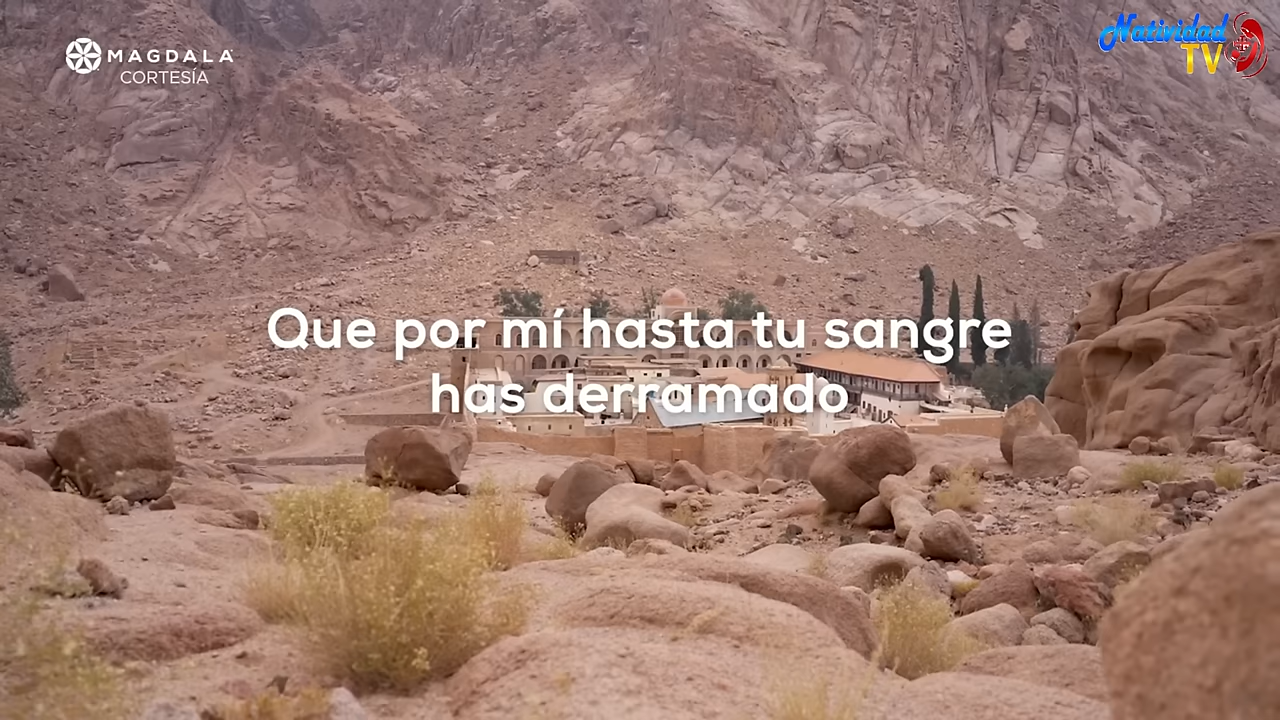 MAGDALA
CORTESÍA
Natividad
TV
Que por mí hasta tu sangre
has derramado